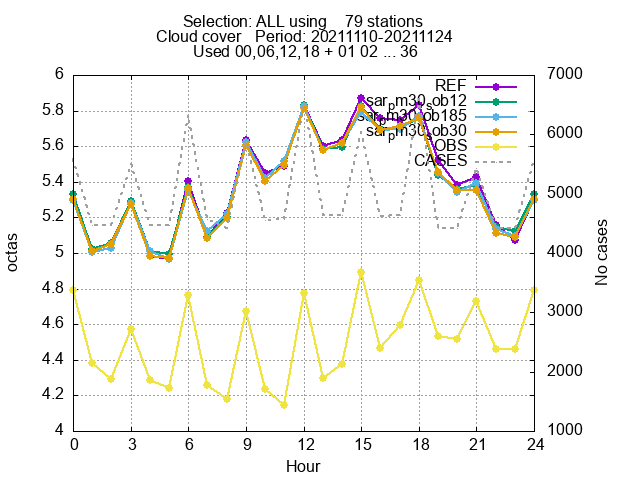 Selection: ALL using 79 stations
Cloud cover Period: 20211110-20211124
Used 00,06,12,18 + 01 02 ... 36
REF
sar_pm30_sob12
sar_pm30_sob185
sar_pm30_sob30
OBS
CASES
6
5.8
5.6
5.4
5.2
5
4.8
4.6
4.4
4.2
4
octas
7000
6000
5000
4000
3000
2000
1000
No cases
0 3 6 9 12 15 18 21 24
Hour